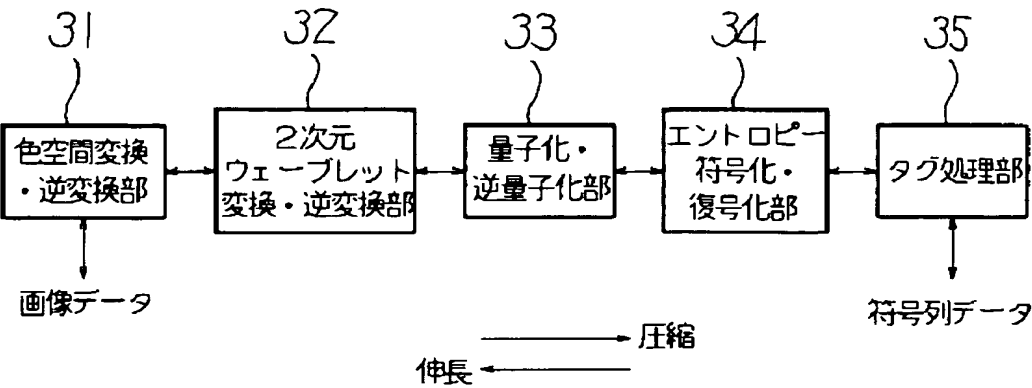 31
32
33
34
35
色空間変換
・逆変換部
2次元
ウェーブレット
変換・逆変換部
量子化・
逆量子化部
エントロピー
符号化・
復号化部
タグ処理部
画像データ
符号列データ
圧縮
伸長